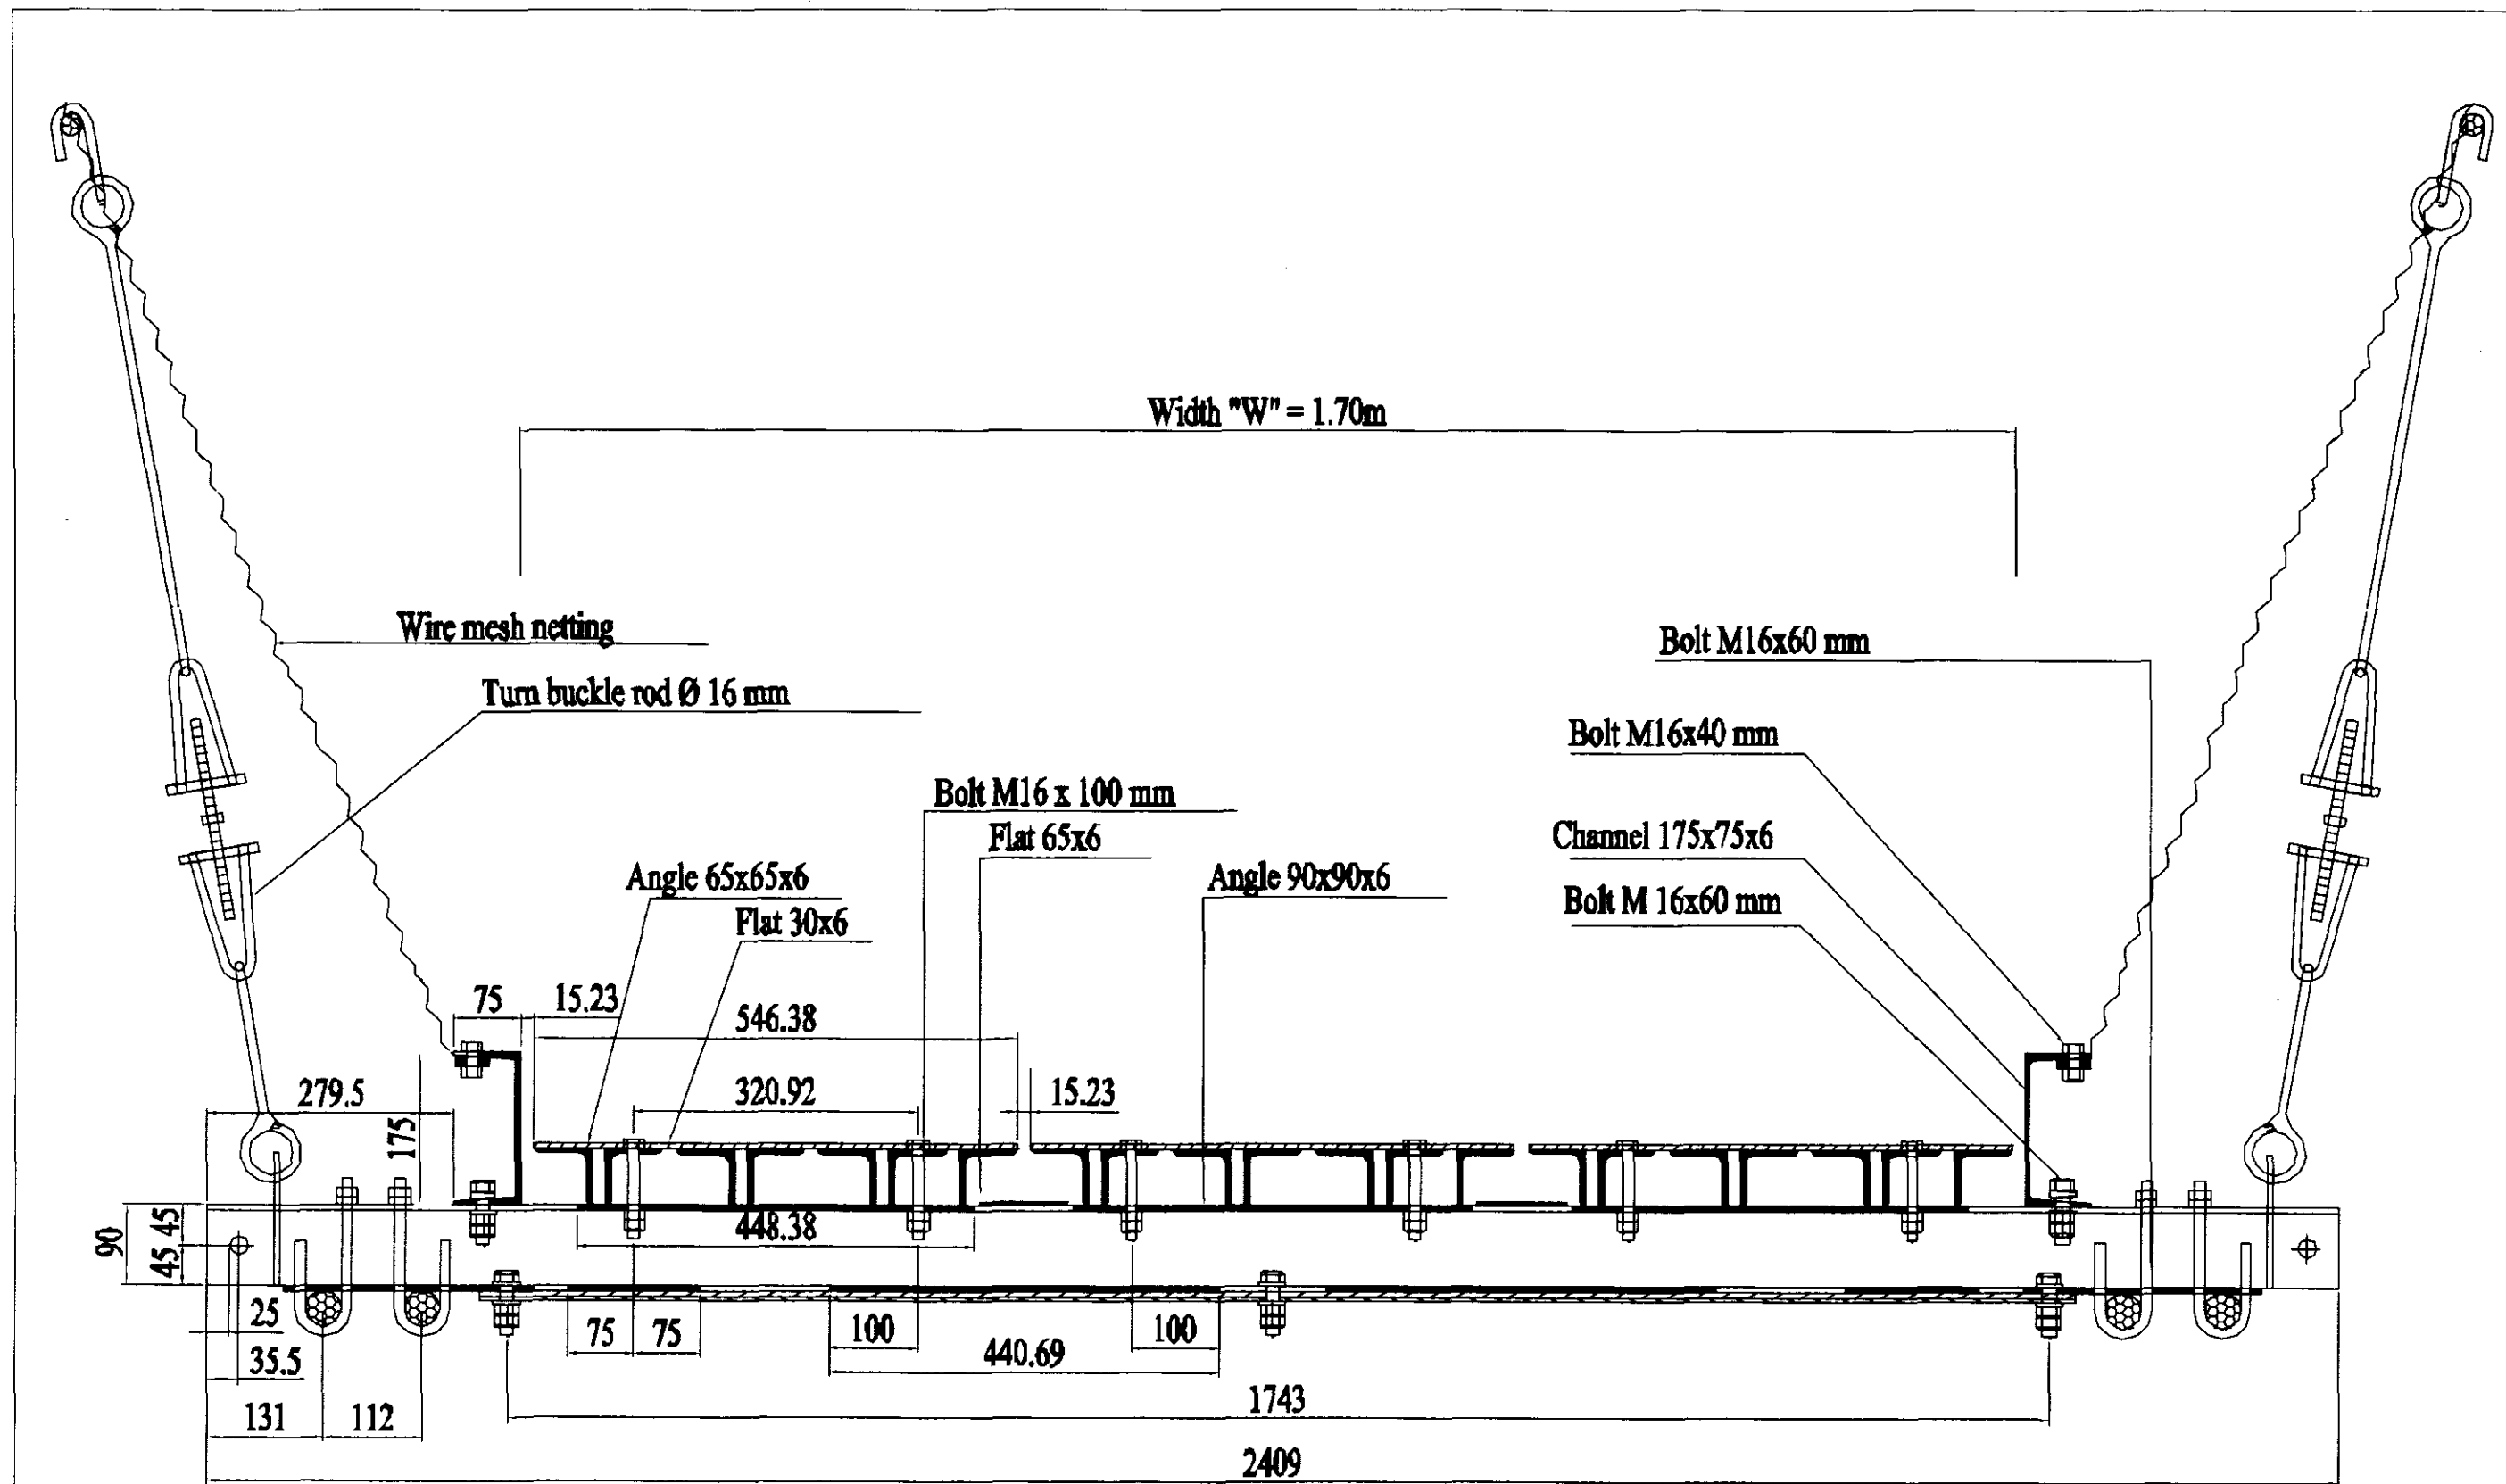 Width "W" = 1.70m
Wire mesh netting
Bolt M16x60 mm
Turn buckle rod Ø 16 mm
Bolt M16x40 mm
Bolt M16 x 100 mm
Flat 65x6
Channel 175x75x6
Angle 65x65x6
Angle 90x90x6
Bolt M 16x60 mm
Flat 30x6
75
15.23
546.38
279.5
320.92
15.23
175
448.38
90
45
45
25
75
75
100
100
35.5
440.69
131
112
1743
2409